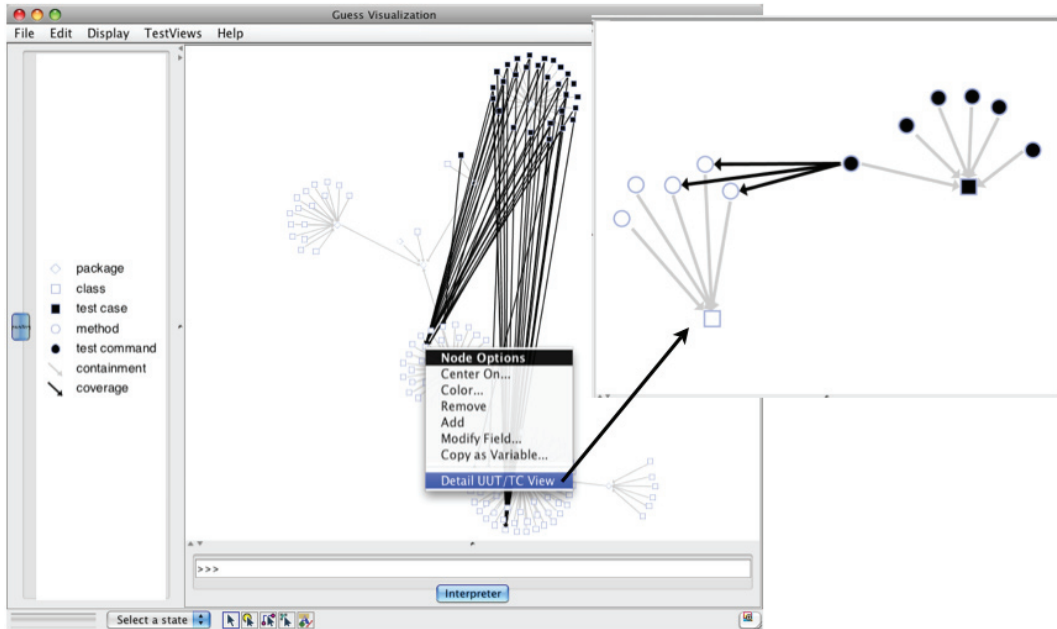 Guess Visualization
File Edit Display TestViews Help
package
class
test case
method
test command
containment
coverage
Node Options
Center On...
Color...
Remove
Add
Modify Field...
Copy as Variable...
Detail UUT/TC View
>>>
Interpreter
Select a state